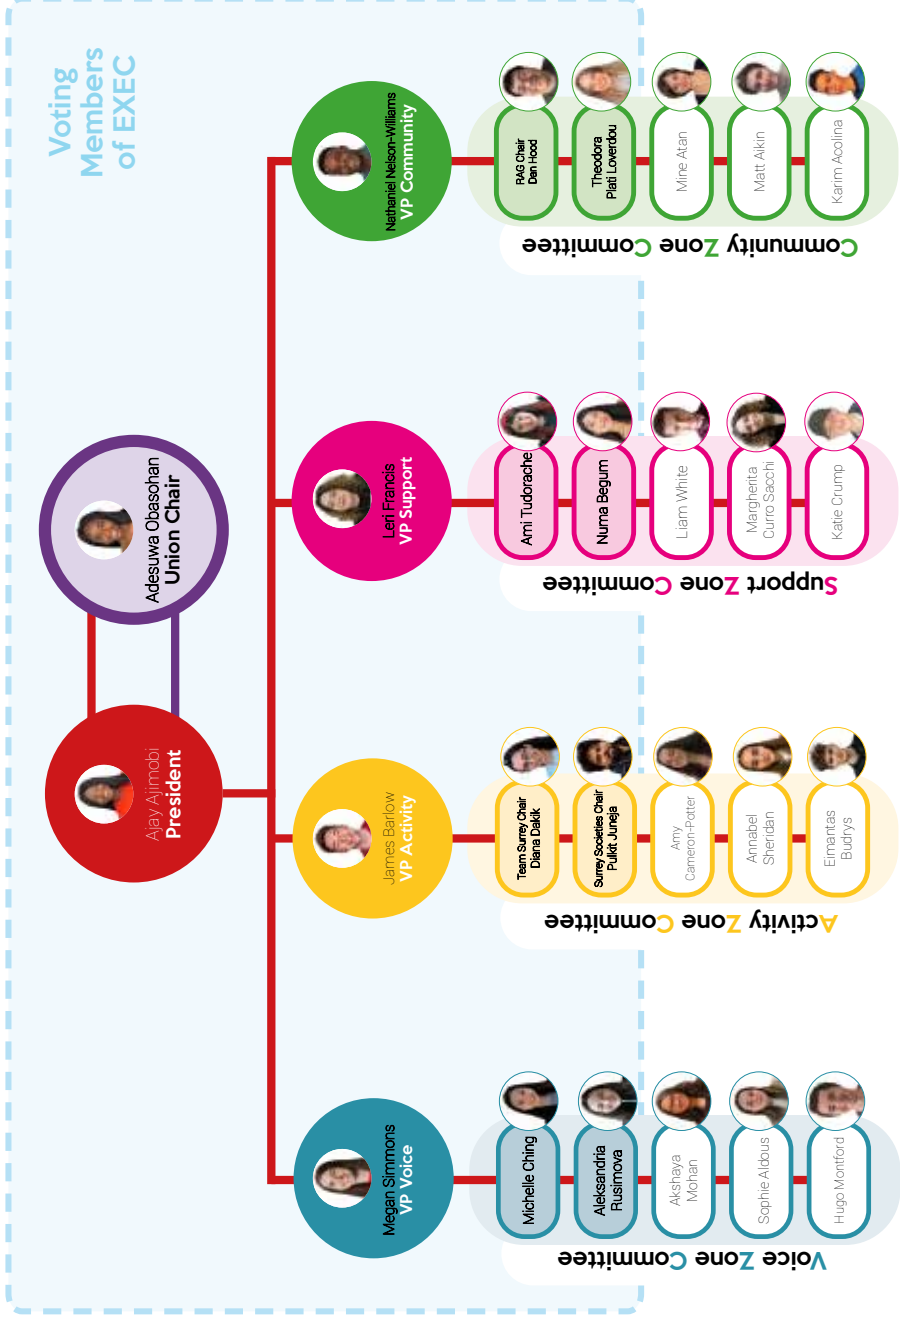 Voting
Members
of EXEC
Ajay Ajimobi
President
Adesuwa Obasohan
Union Chair
Megan Simmons
VP Voice
James Barlow
VP Activity
Leri Francis
VP Support
Nathaniel Nelson-Williams
VP Community
Voice Zone Committee
Michelle Ching
Aleksandria
Rusimova
Akshaya
Mohan
Sophie Aldous
Hugo Montford
Activity Zone Committee
Team Surrey Chair
Diana Dakik
Surrey Societies Chair
Pulkit Juneja
Amy
Cameron-Potter
Annabel
Sheridan
Eimantas
Budrys
Support Zone Committee
Ami Tudorache
Numa Begum
Liam White
Margherita
Curro Sacchi
Katie Crump
Community Zone Committee
RAG Chair
Dan Hood
Theodora
Plati Loverdou
Mine Atan
Matt Aikin
Karim Acolina